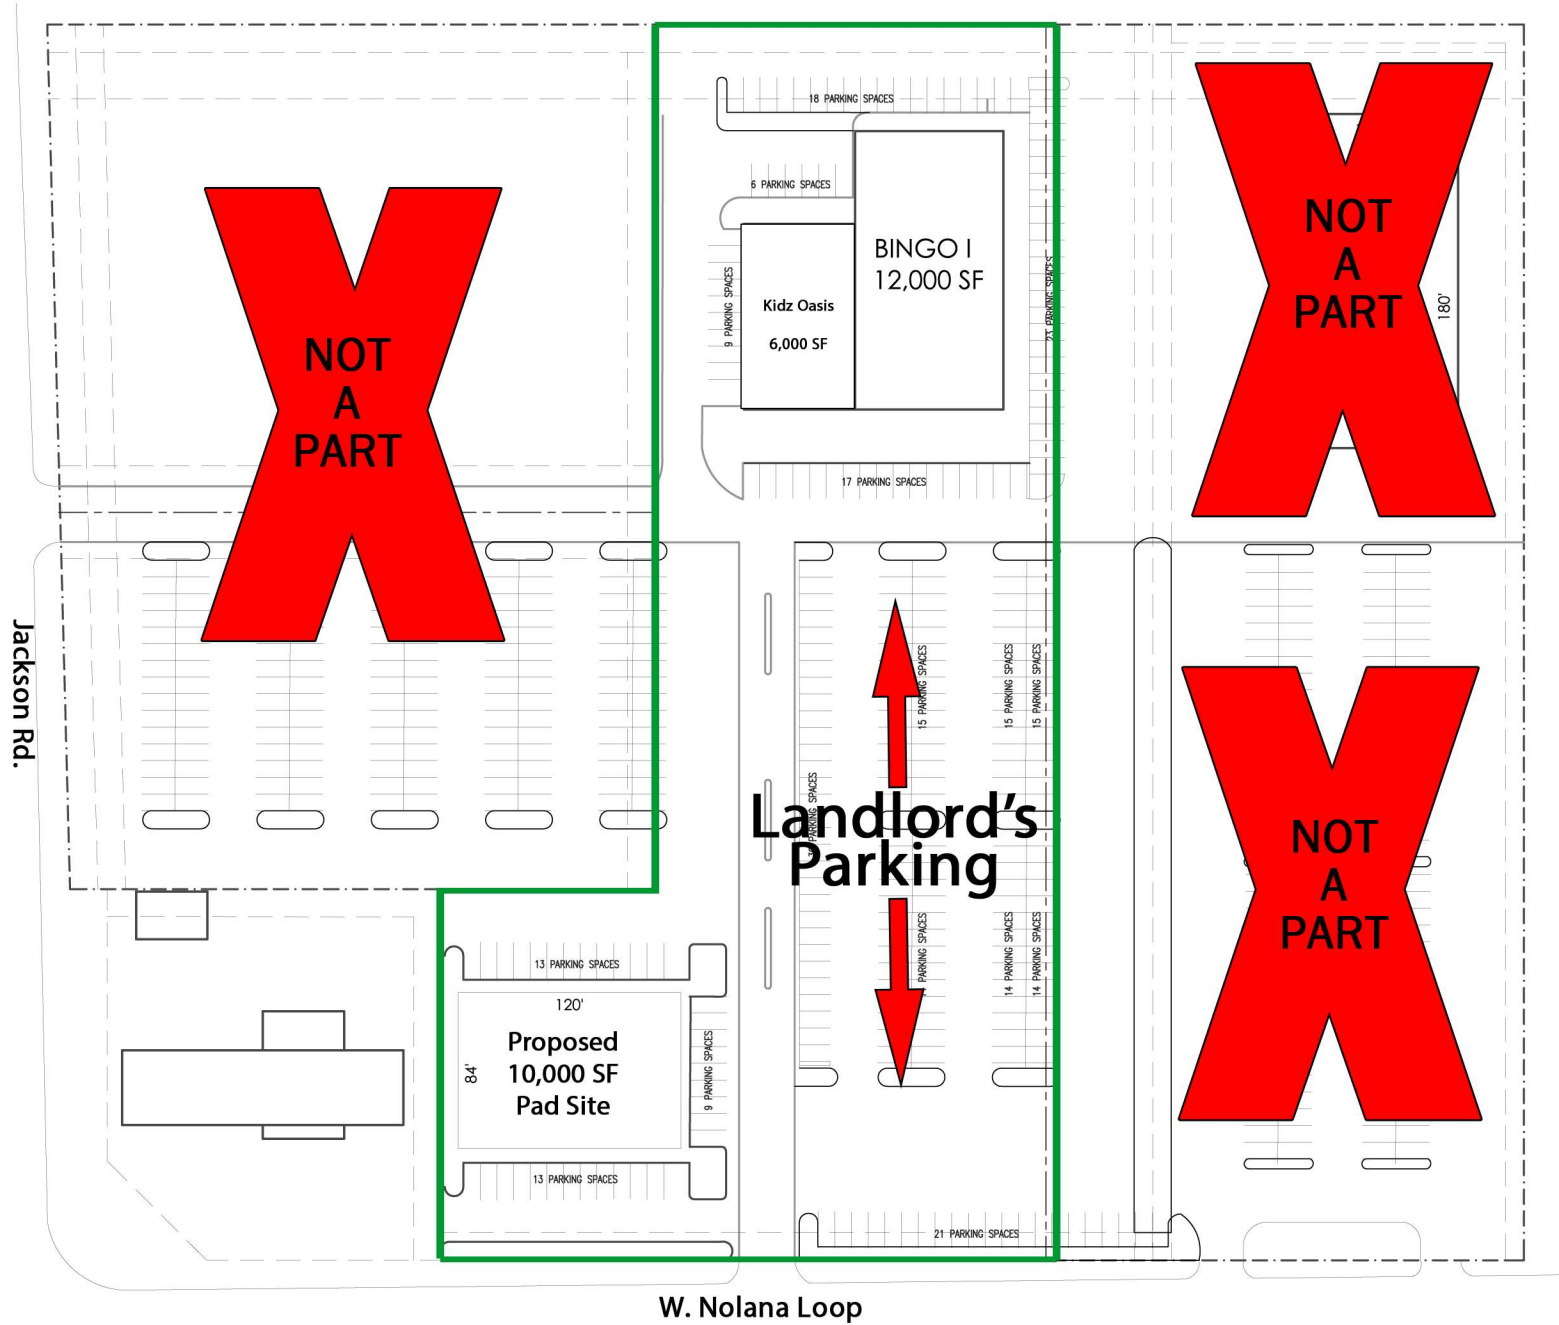 18 PARKING SPACES
6 PARKING SPACES
BINGO I
12,000 SF
9 PARKING SPACES
Kidz Oasis
6,000 SF
23 PARKING SPACES
17 PARKING SPACES
NOT
A
PART
NOT
A
PART
180'
Jackson Rd.
15 PARKING SPACES
15 PARKING SPACES
15 PARKING SPACES
PARKING SPACES
Landlord's
Parking
PARKING SPACES
14 PARKING SPACES
14 PARKING SPACES
NOT
A
PART
13 PARKING SPACES
120'
84'
Proposed
10,000 SF
Pad Site
9 PARKING SPACES
13 PARKING SPACES
21 PARKING SPACES
W. Nolana Loop